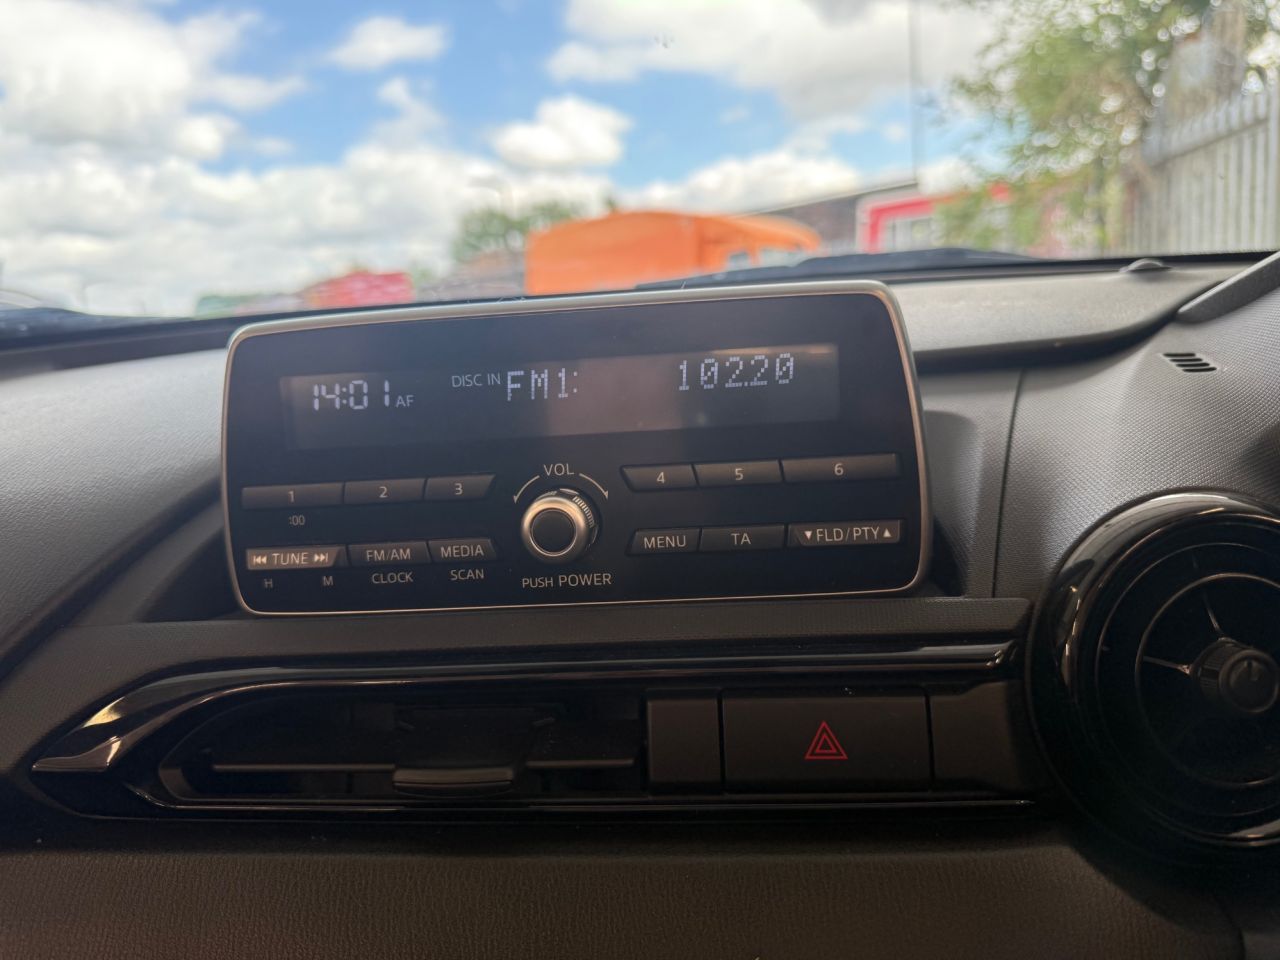 14:01 AF DISC IN FM1: 102.20
VOL
1 2 3 4 5 6
:00
⏮ TUNE ⏭ FM/AM MEDIA MENU TA ▼FLD/PTY▲
H M CLOCK SCAN PUSH POWER